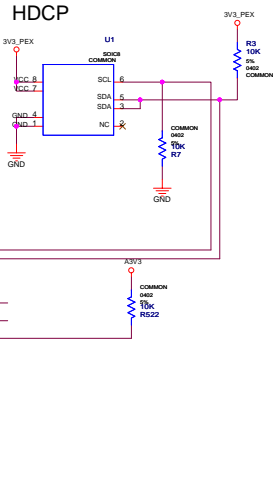 HDCP
3V3_PEX
U1
SOIC8
COMMON
3V3_PEX
R3
10K
5%
0402
COMMON
VCC 8
VCC 7
SCL 6
SDA 5
SDA 3
GND 4
GND 1
NC 2
GND
COMMON
0402
5%
10K
R7
GND
A3V3
COMMON
0402
5%
10K
R522